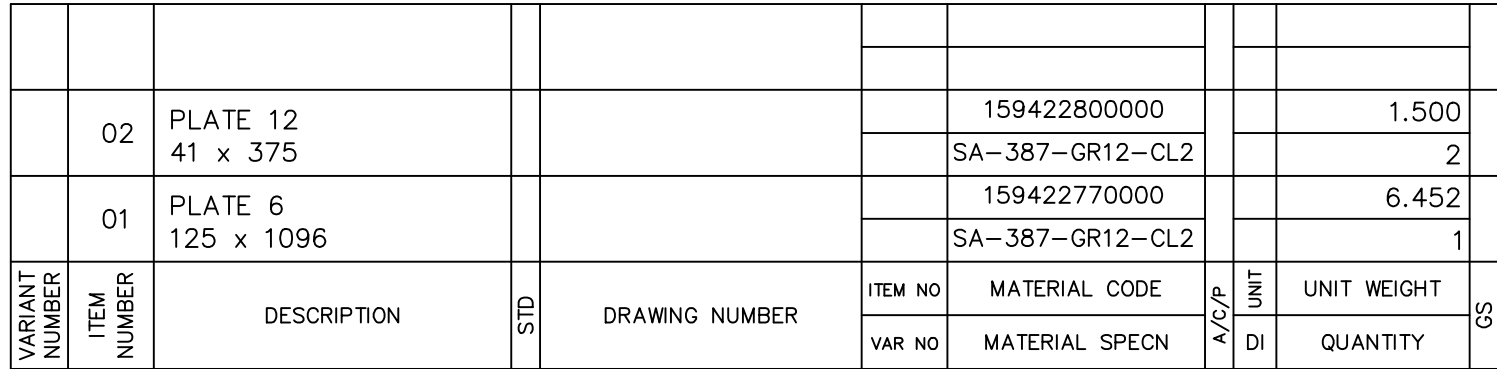 02
PLATE 12
41 x 375
159422800000
1.500
SA-387-GR12-CL2
2
01
PLATE 6
125 x 1096
159422770000
6.452
SA-387-GR12-CL2
1
VARIANT
NUMBER
ITEM
NUMBER
DESCRIPTION
STD
DRAWING NUMBER
ITEM NO
MATERIAL CODE
A/C/P
UNIT
UNIT WEIGHT
GS
VAR NO
MATERIAL SPECN
DI
QUANTITY